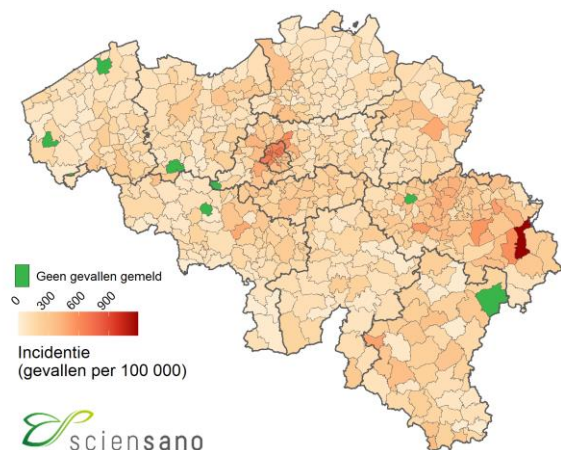 Geen gevallen gemeld
0 300 600 900
Incidentie
(gevallen per 100 000)
sciensano